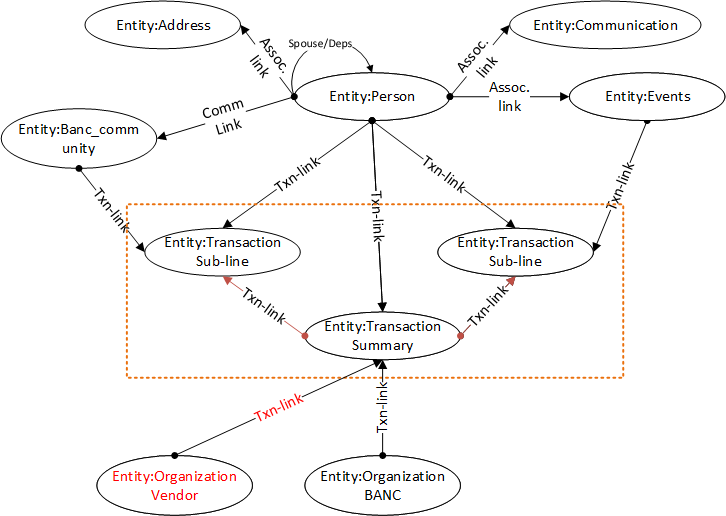 Entity:Address
Entity:Communication
Spouse/Deps
Assoc.
link
Assoc.
link
Entity:Person
Assoc.
link
Entity:Events
Comm
Link
Entity:Banc_comm
unity
Txn-link
Txn-link
Txn-link
Txn-link
Txn-link
Entity:Transaction
Sub-line
Entity:Transaction
Sub-line
Txn-link
Txn-link
Entity:Transaction
Summary
Txn-link
Txn-link
Entity:Organization
Vendor
Entity:Organization
BANC